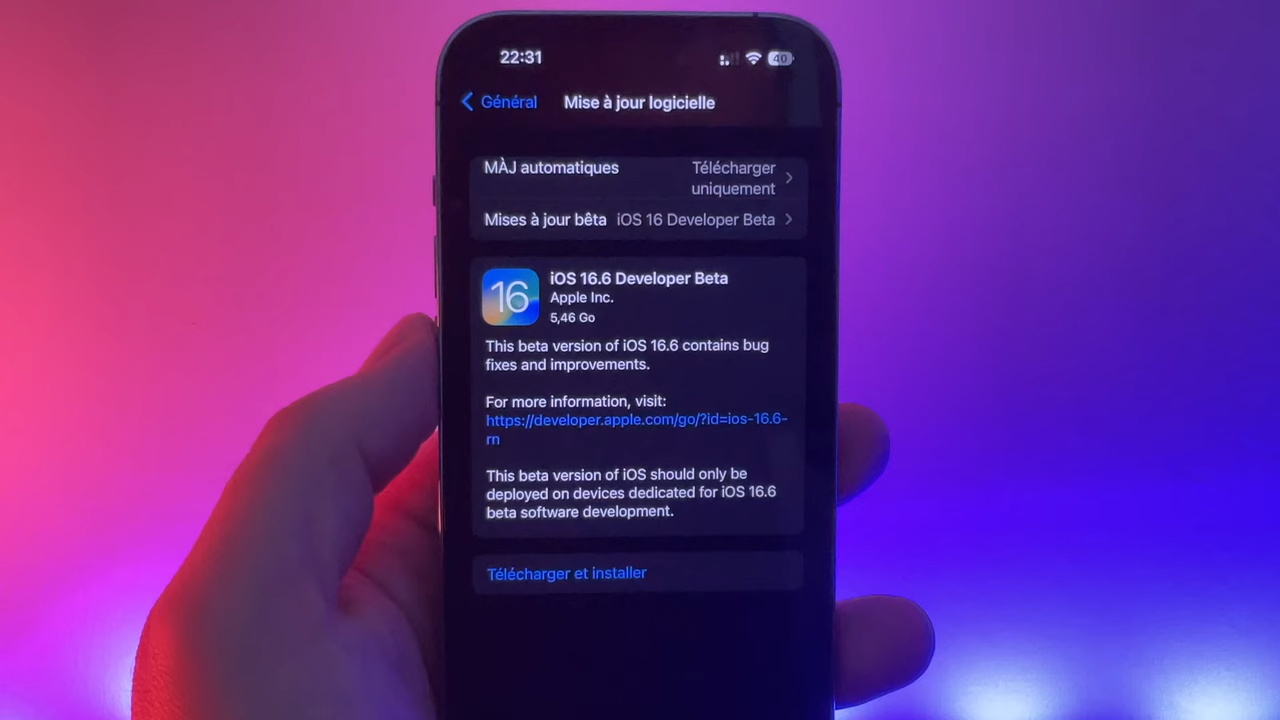 22:31
40
Général
Mise à jour logicielle
MÀJ automatiques
Télécharger
uniquement
Mises à jour bêta
iOS 16 Developer Beta
16
iOS 16.6 Developer Beta
Apple Inc.
5,46 Go
This beta version of iOS 16.6 contains bug
fixes and improvements.
For more information, visit:
https://developer.apple.com/go/?id=ios-16.6-
rn
This beta version of iOS should only be
deployed on devices dedicated for iOS 16.6
beta software development.
Télécharger et installer